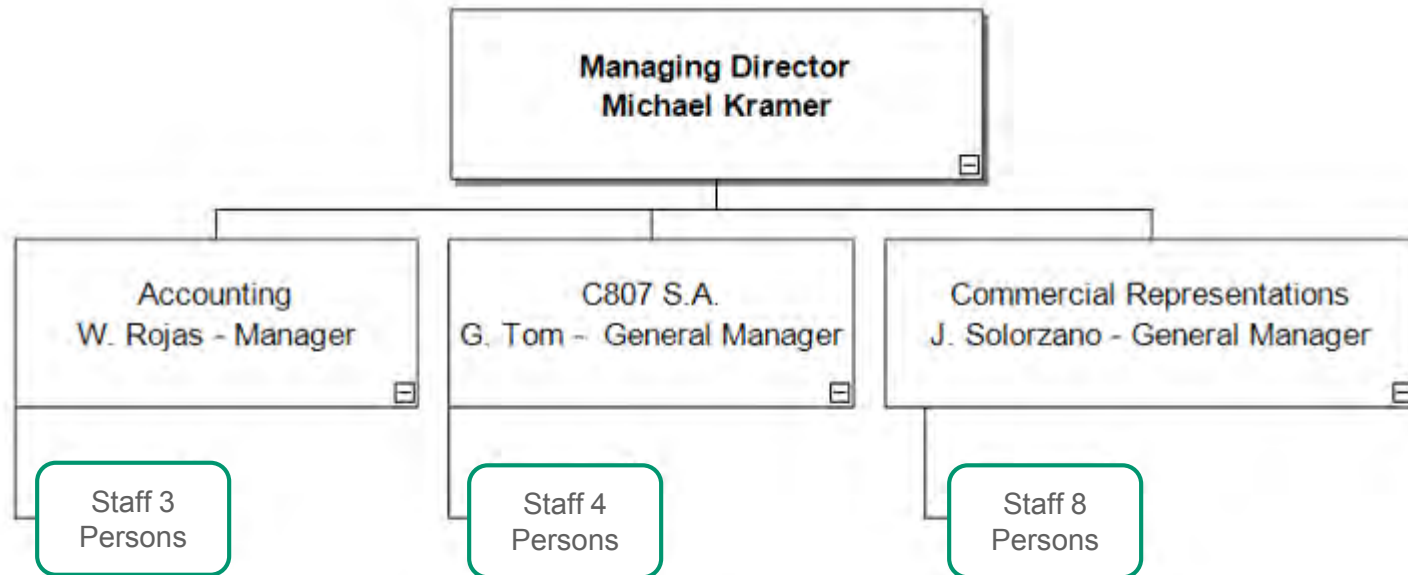 Managing Director
Michael Kramer
Accounting
W. Rojas - Manager
C807 S.A.
G. Tom - General Manager
Commercial Representations
J. Solorzano - General Manager
Staff 3
Persons
Staff 4
Persons
Staff 8
Persons